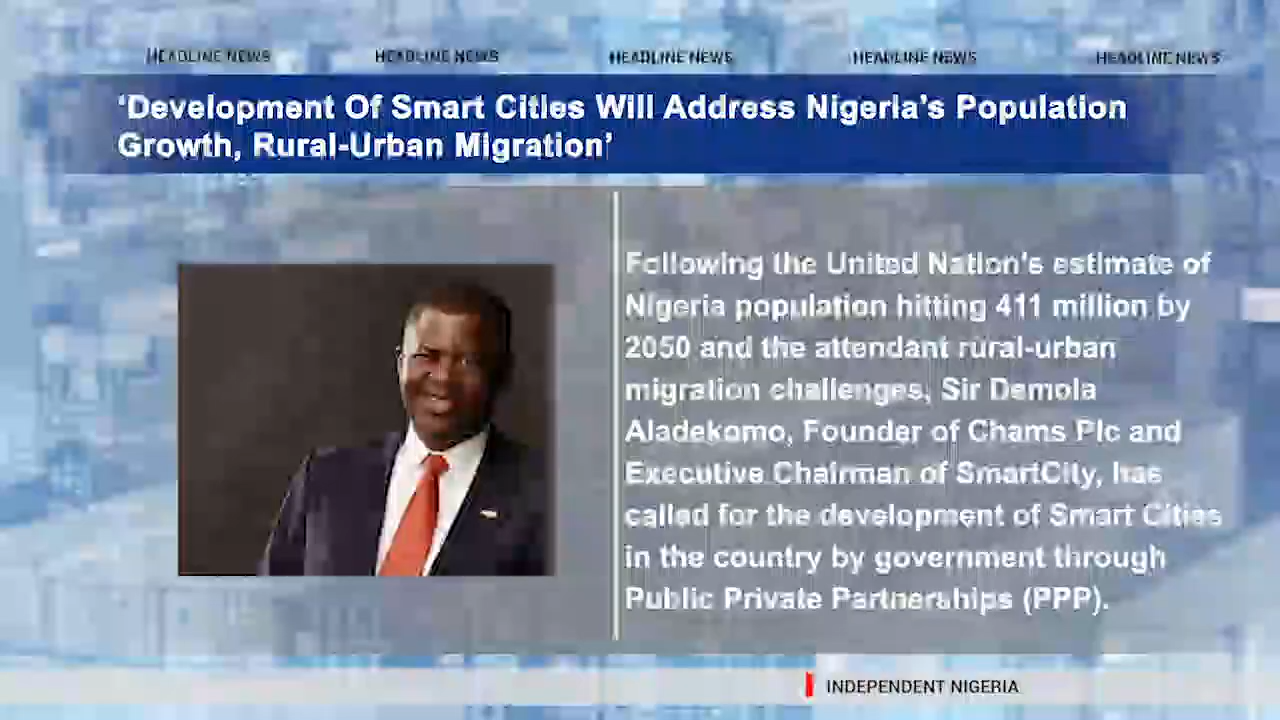 HEADLINE NEWS HEADLINE NEWS HEADLINE NEWS HEADLINE NEWS HEADLINE NEWS
‘Development Of Smart Cities Will Address Nigeria’s Population
Growth, Rural-Urban Migration’
Following the United Nation's estimate of
Nigeria population hitting 411 million by
2050 and the attendant rural-urban
migration challenges, Sir Demola
Aladekomo, Founder of Chams Plc and
Executive Chairman of SmartCity, has
called for the development of Smart Cities
in the country by government through
Public Private Partnerships (PPP).
INDEPENDENT NIGERIA